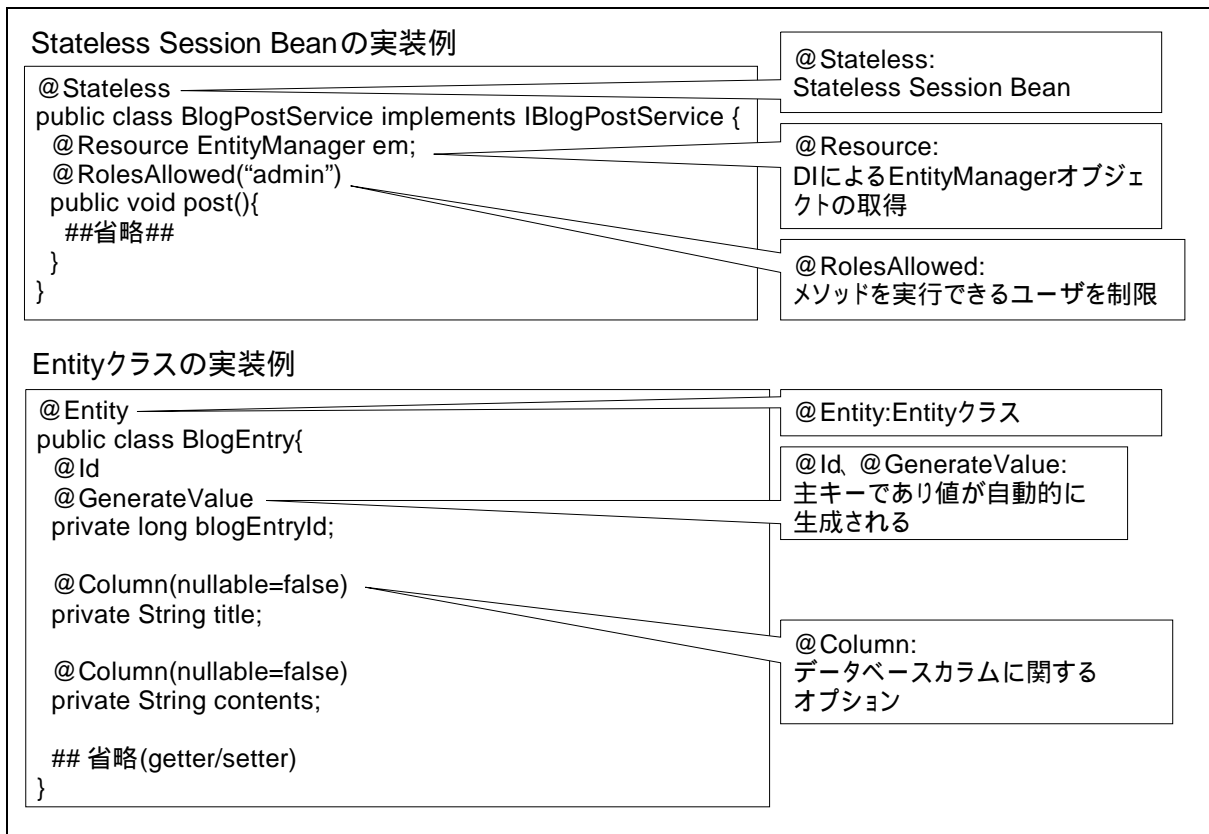 Stateless Session Beanの実装例
@Stateless
public class BlogPostService implements IBlogPostService {
@Resource EntityManager em;
@RolesAllowed(“admin”)
public void post(){
##省略##
}
}
@Stateless:
Stateless Session Bean
@Resource:
DIによるEntityManagerオブジェ
クトの取得
@RolesAllowed:
メソッドを実行できるユーザを制限
Entityクラスの実装例
@Entity
public class BlogEntry{
@Id
@GenerateValue
private long blogEntryId;
@Column(nullable=false)
private String title;
@Column(nullable=false)
private String contents;
## 省略(getter/setter)
}
@Entity:Entityクラス
@Id、@GenerateValue:
主キーであり値が自動的に
生成される
@Column:
データベースカラムに関する
オプション